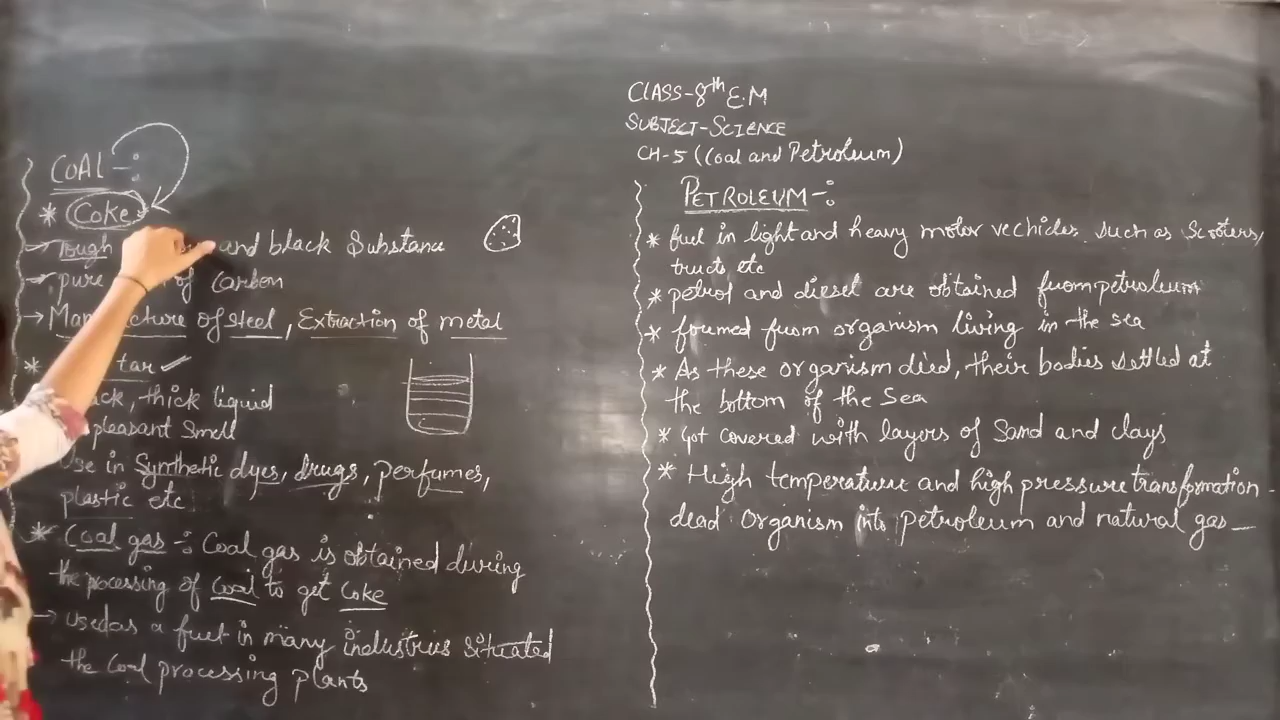 CLASS-8th E.M
SUBJECT-SCIENCE
CH-5 (Coal and Petroleum)
COAL -:
* Coke
→ Tough and black Substance
→ pure of Carbon
→ Manufacture of steel, Extraction of metal
* tar ✓
thick liquid
pleasant Smell
Use in Synthetic dyes, drugs, perfumes,
plastic etc
* Coal gas -: Coal gas is obtained during
the processing of Coal to get Coke
→ used as a fuel in many industries situated
the Coal processing plants
PETROLEUM -:
* fuel in light and heavy motor vechicles such as Scooters,
tructs etc
* petrol and diesel are obtained from petroleum
* formed from organism living in the sea
* As these organism died, their bodies settled at
the bottom of the Sea
* Got covered with layers of Sand and clays
* High temperature and high pressure transformation
dead Organism into petroleum and natural gas —